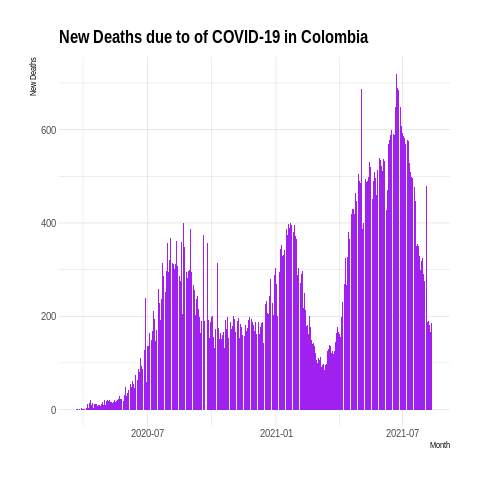 New Deaths due to of COVID-19 in Colombia
New Deaths
600
400
200
0
2020-07
2021-01
2021-07
Month